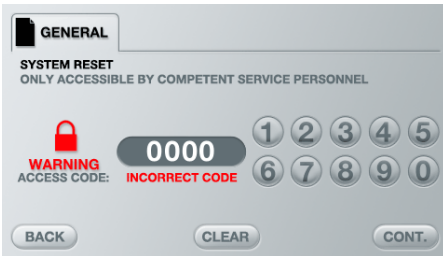 GENERAL
SYSTEM RESET
ONLY ACCESSIBLE BY COMPETENT SERVICE PERSONNEL
1 2 3 4 5
0000
WARNING
6 7 8 9 0
ACCESS CODE: INCORRECT CODE
BACK CLEAR CONT.